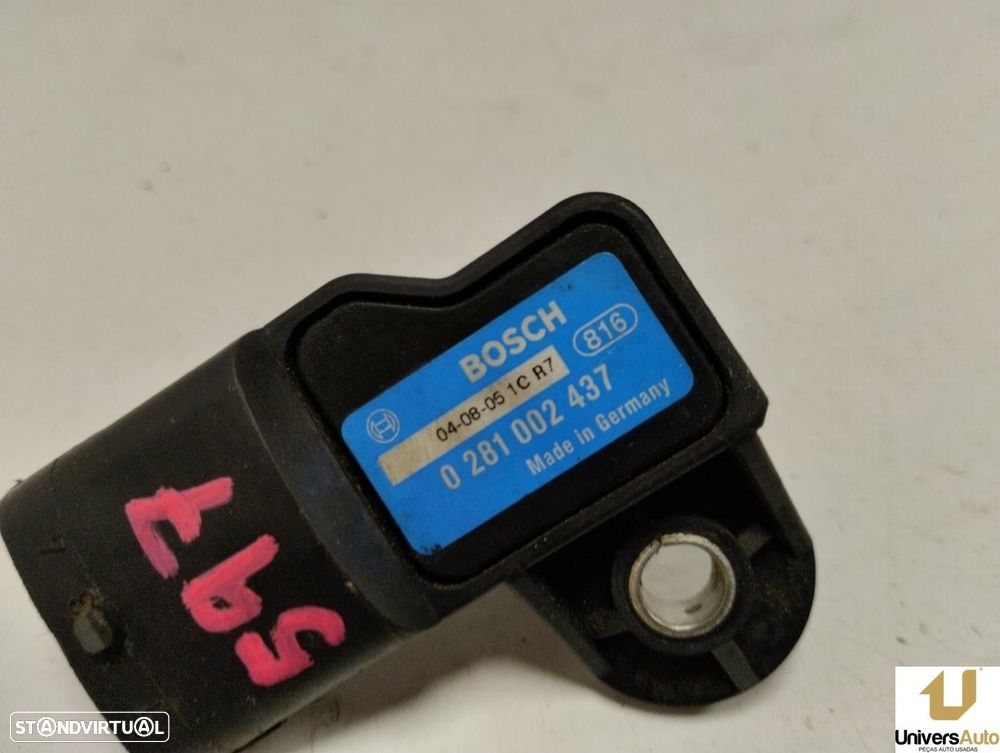 BOSCH
816
04-08-05 1C R7
0 281 002 437
Made in Germany
597
STANDVIRTUAL
UniversAuto
PEÇAS AUTO USADAS